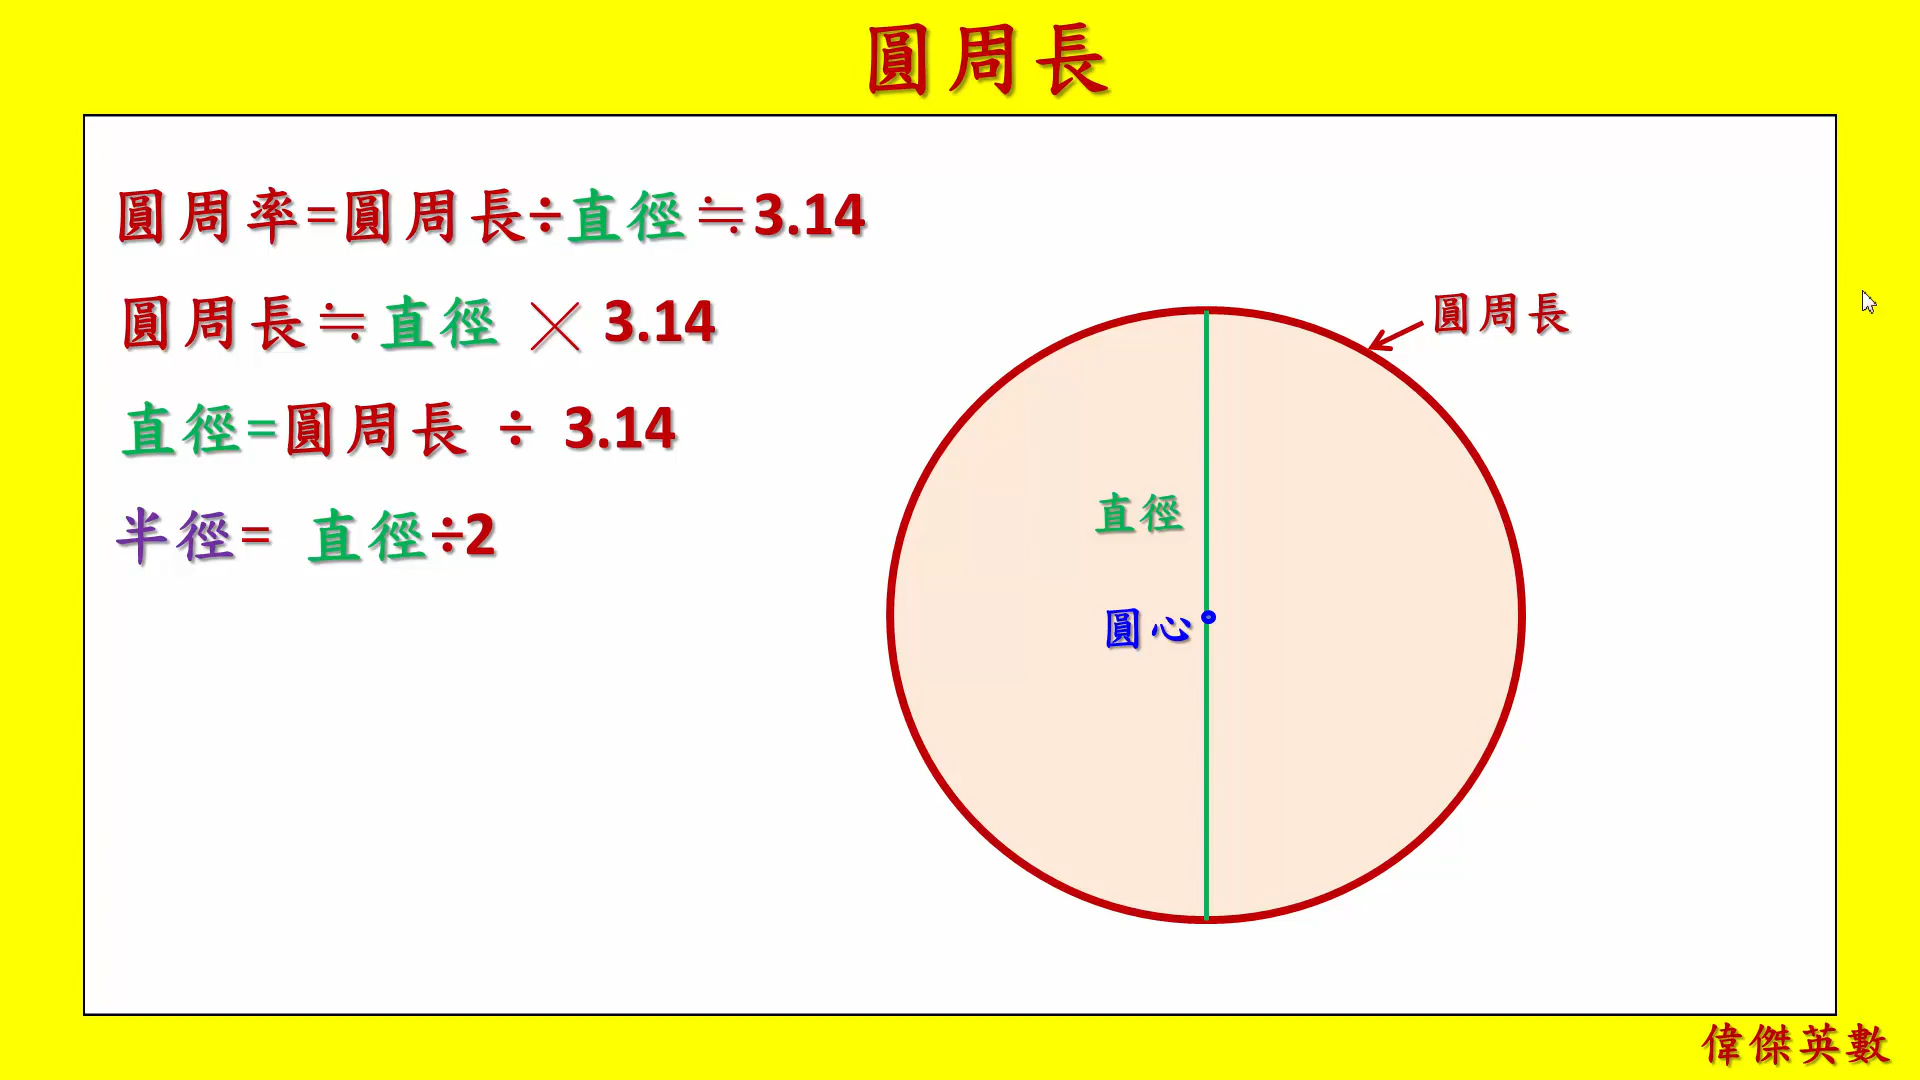 圓周長
圓周率=圓周長÷直徑≒3.14
圓周長≒直徑 × 3.14
直徑=圓周長 ÷ 3.14
半徑= 直徑÷2
圓周長
直徑
圓心
偉傑英數